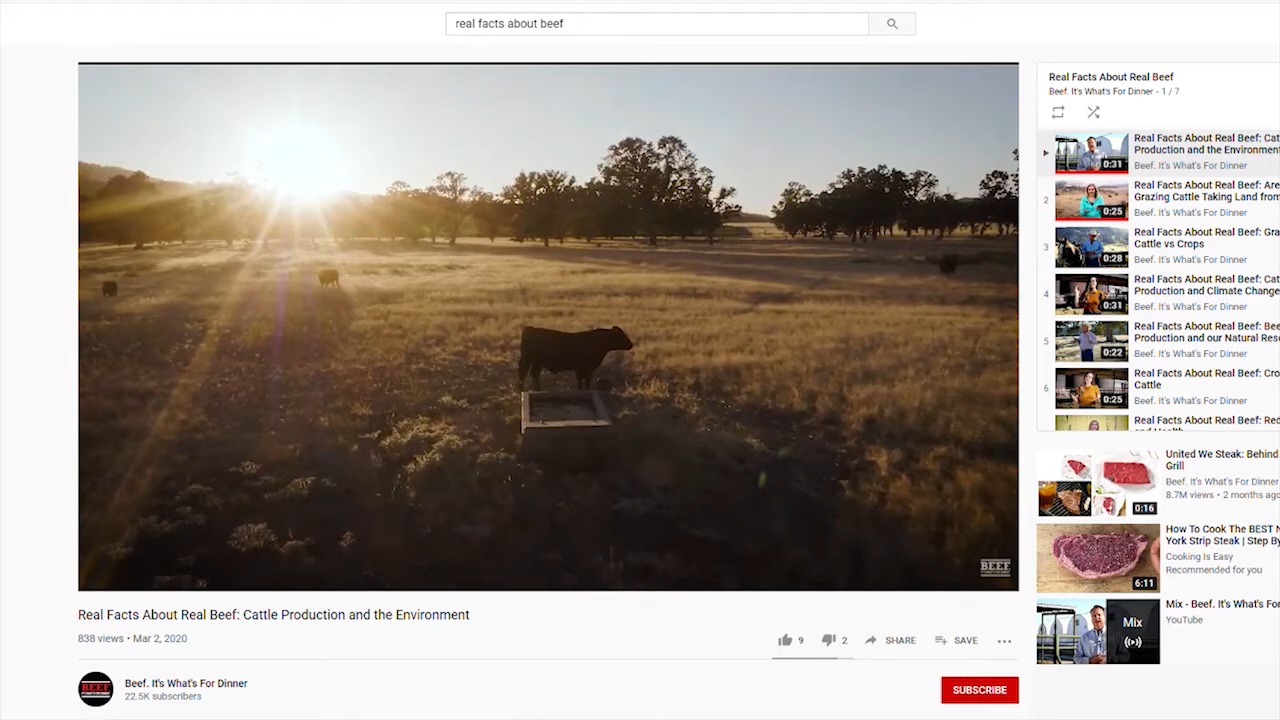 real facts about beef
BEEF
Real Facts About Real Beef: Cattle Production and the Environment
838 views • Mar 2, 2020
9
2
SHARE
SAVE
BEEF
Beef. It's What's For Dinner
22.5K subscribers
SUBSCRIBE
Real Facts About Real Beef
Beef. It's What's For Dinner - 1 / 7
0:31
Real Facts About Real Beef: Cat
Production and the Environment
Beef. It's What's For Dinner
2
0:25
Real Facts About Real Beef: Are
Grazing Cattle Taking Land from
Beef. It's What's For Dinner
3
0:28
Real Facts About Real Beef: Gra
Cattle vs Crops
Beef. It's What's For Dinner
4
0:31
Real Facts About Real Beef: Cat
Production and Climate Change
Beef. It's What's For Dinner
5
0:22
Real Facts About Real Beef: Bee
Production and our Natural Res
Beef. It's What's For Dinner
6
0:25
Real Facts About Real Beef: Cro
Cattle
Beef. It's What's For Dinner
Real Facts About Real Beef: Red
and Health
0:16
United We Steak: Behind
Grill
Beef. It's What's For Dinner
8.7M views • 2 months ago
6:11
How To Cook The BEST N
York Strip Steak | Step By
Cooking Is Easy
Recommended for you
Mix
Mix - Beef. It's What's For
YouTube